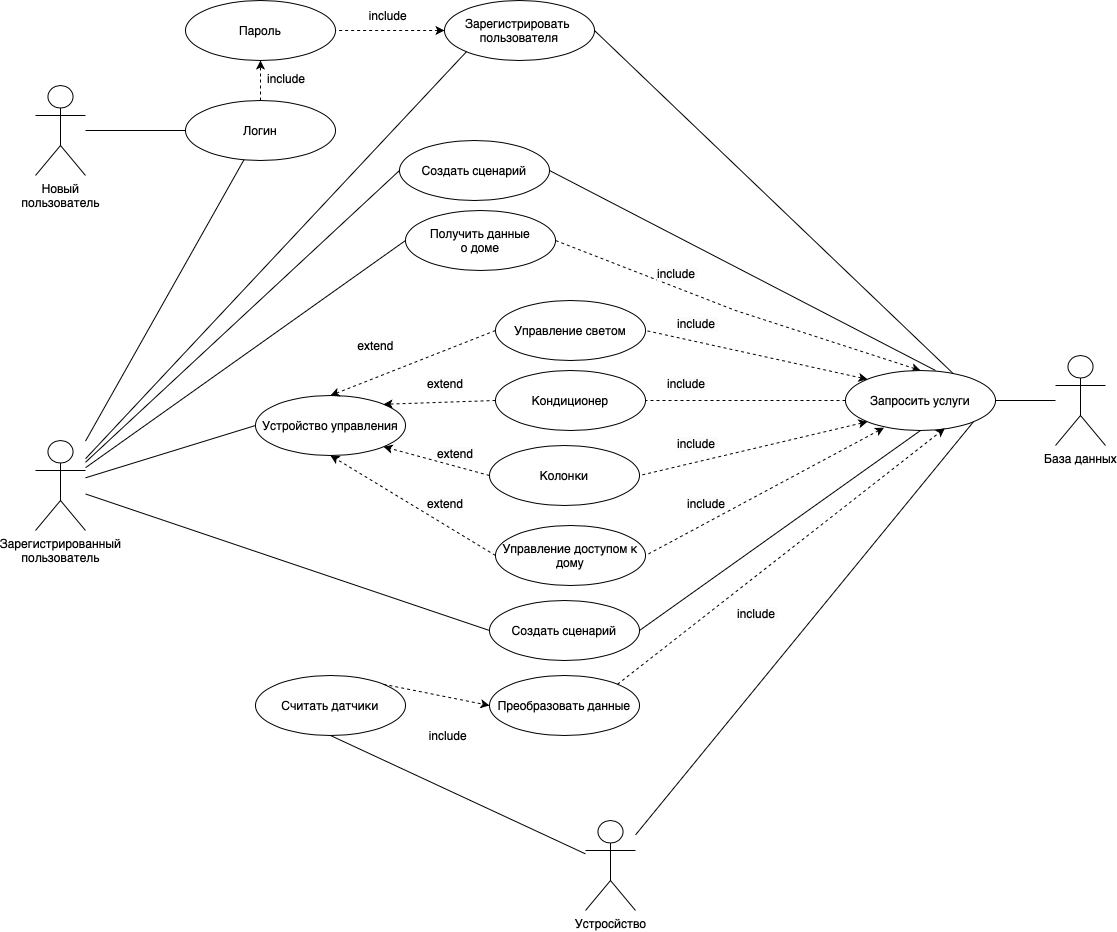 include
Пароль
Зарегистрировать
пользователя
include
Логин
Новый
пользователь
Создать сценарий
Получить данные
о доме
include
Управление светом
include
extend
Кондиционер
include
extend
Запросить услуги
Устройство управления
База данных
include
extend
Колонки
extend
include
Управление доступом к
дому
Зарегистрированный
пользователь
Создать сценарий
include
Считать датчики
Преобразовать данные
include
Устросйство